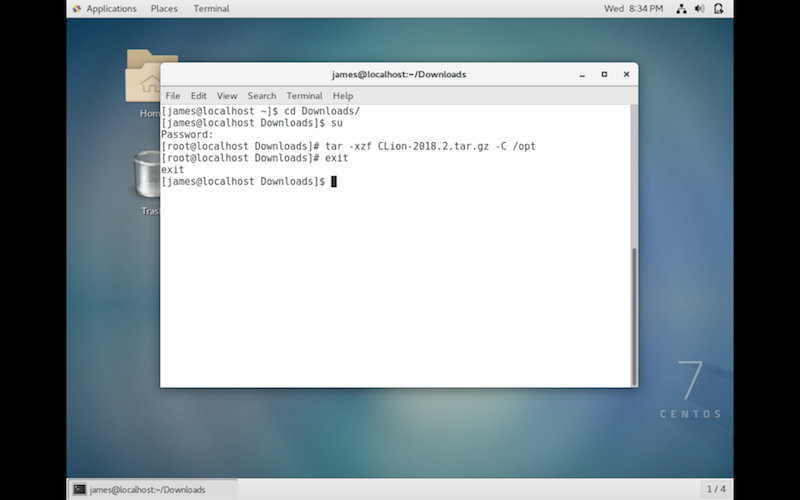 Applications Places Terminal Wed 8:34 PM
james@localhost:~/Downloads
File Edit View Search Terminal Help
[james@localhost ~]$ cd Downloads/
[james@localhost Downloads]$ su
Password:
[root@localhost Downloads]# tar -xzf CLion-2018.2.tar.gz -C /opt
[root@localhost Downloads]# exit
exit
[james@localhost Downloads]$
Hom
Tras
7
CENTOS
james@localhost:~/Downloads 1 / 4